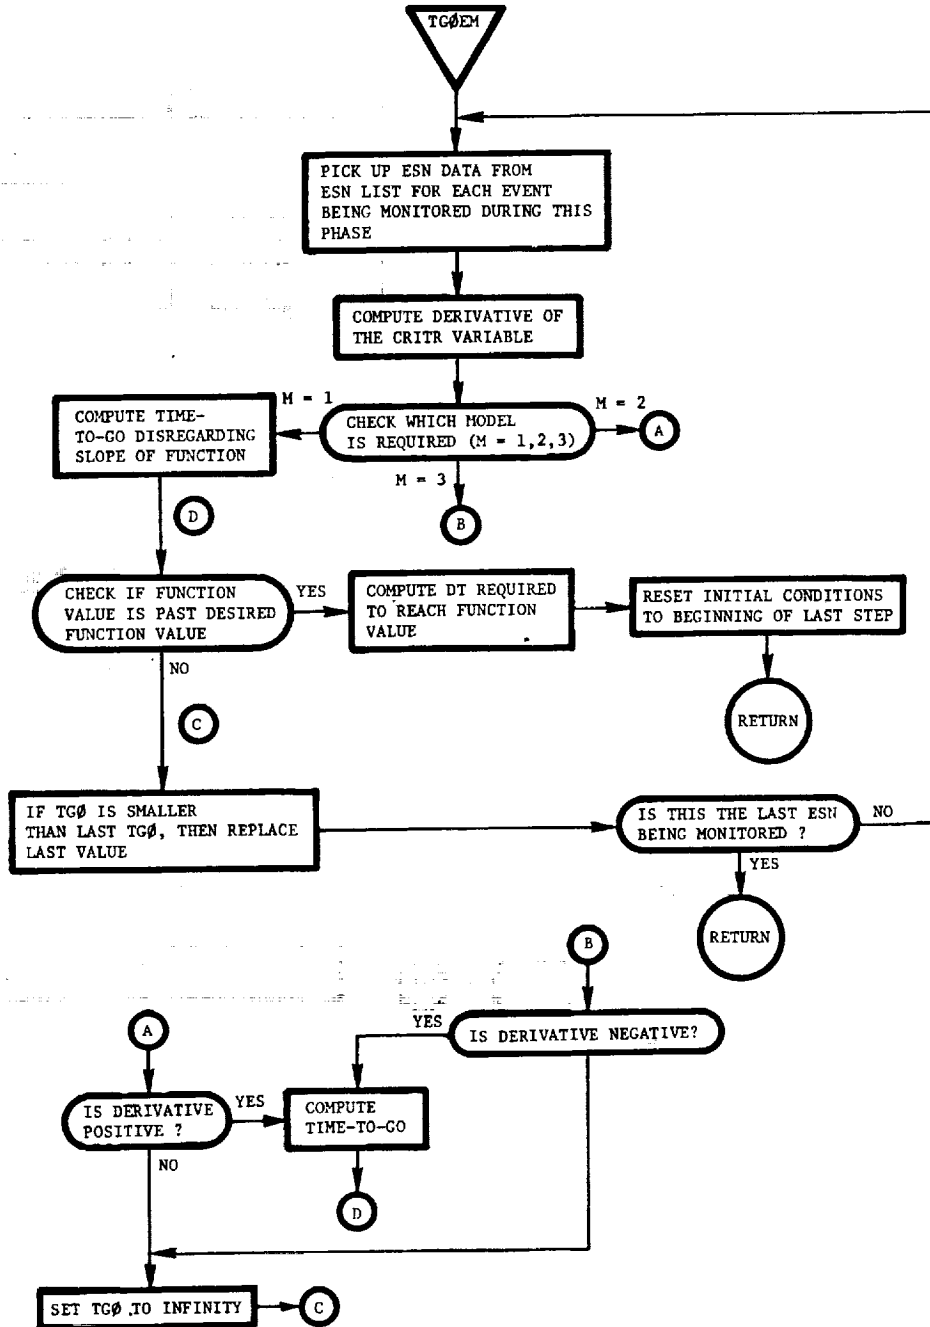 TGØEM
PICK UP ESN DATA FROM
ESN LIST FOR EACH EVENT
BEING MONITORED DURING THIS
PHASE
COMPUTE DERIVATIVE OF
THE CRITR VARIABLE
M = 1
CHECK WHICH MODEL
IS REQUIRED (M = 1,2,3)
M = 2
A
M = 3
B
COMPUTE TIME-
TO-GO DISREGARDING
SLOPE OF FUNCTION
D
CHECK IF FUNCTION
VALUE IS PAST DESIRED
FUNCTION VALUE
YES
COMPUTE DT REQUIRED
TO REACH FUNCTION
VALUE
RESET INITIAL CONDITIONS
TO BEGINNING OF LAST STEP
RETURN
NO
C
IF TGØ IS SMALLER
THAN LAST TGØ, THEN REPLACE
LAST VALUE
IS THIS THE LAST ESN
BEING MONITORED ?
NO
YES
RETURN
B
IS DERIVATIVE NEGATIVE?
YES
A
IS DERIVATIVE
POSITIVE ?
YES
COMPUTE
TIME-TO-GO
D
NO
SET TGØ TO INFINITY
C